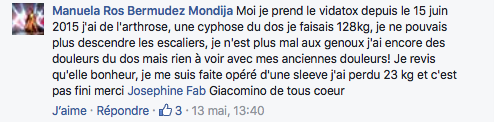 Manuela Ros Bermudez Mondija Moi je prend le vidatox depuis le 15 juin
2015 j'ai de l'arthrose, une cyphose du dos je faisais 128kg, je ne pouvais
plus descendre les escaliers, je n'est plus mal aux genoux j'ai encore des
douleurs du dos mais rien à voir avec mes anciennes douleurs! Je revis
qu'elle bonheur, je me suis faite opéré d'une sleeve j'ai perdu 23 kg et c'est
pas fini merci Josephine Fab Giacomino de tous coeur
J'aime · Répondre · 3 · 13 mai, 13:40